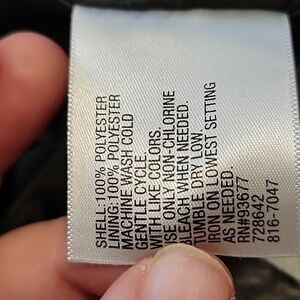 SHELL: 100% POLYESTER
LINING: 100% POLYESTER
MACHINE WASH COLD
GENTLE CYCLE.
WITH LIKE COLORS.
USE ONLY NON-CHLORINE
BLEACH WHEN NEEDED.
TUMBLE DRY LOW
IRON ON LOWEST SETTING
AS NEEDED.
RN#93677
726642
816-7047